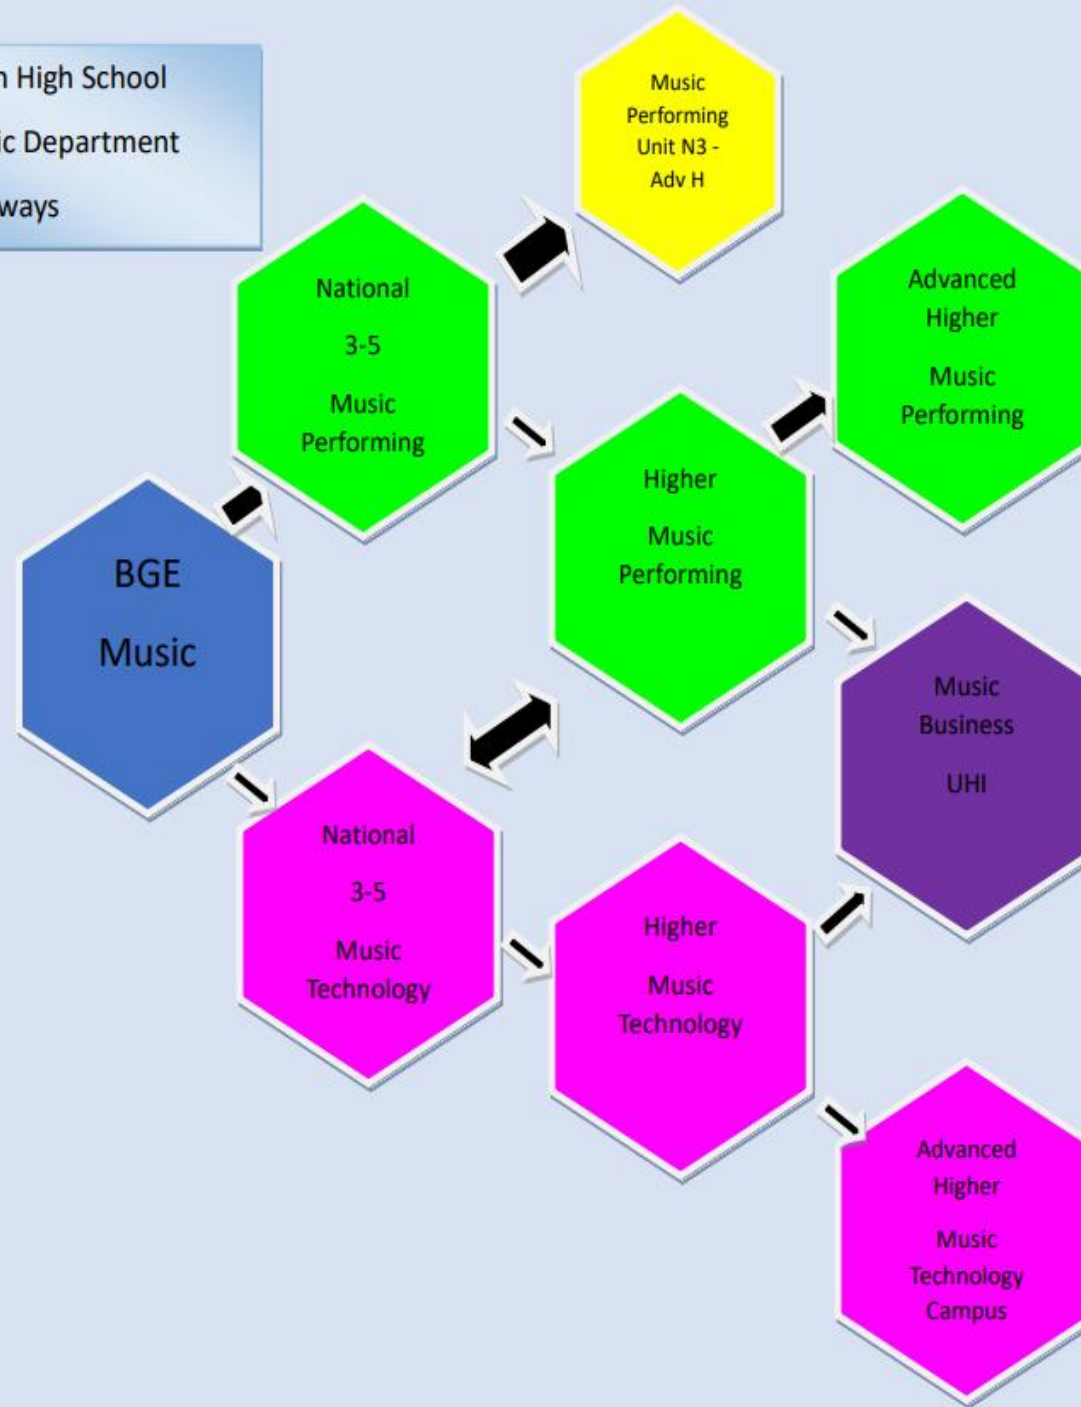 High School
Department
Music
Performing
Unit N3 -
Adv H
National
3-5
Music
Performing
Advanced
Higher
Music
Performing
Higher
Music
Performing
BGE
Music
Music
Business
UHI
National
3-5
Music
Technology
Higher
Music
Technology
Advanced
Higher
Music
Technology
Campus